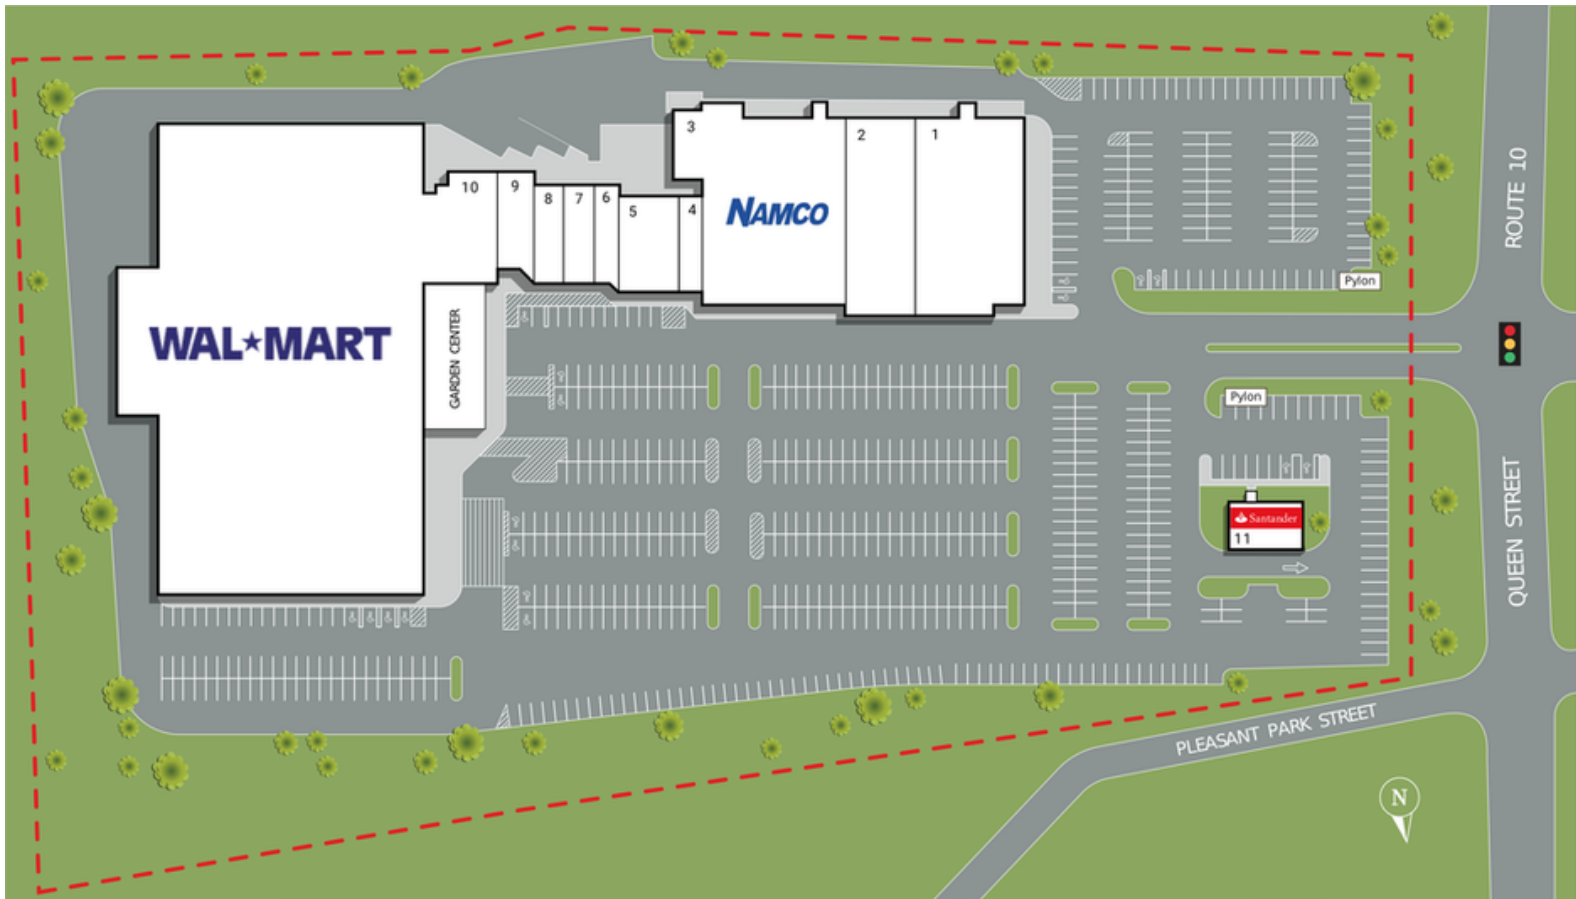 3
2
1
10
9
8
7
6
5
4
NAMCO
WAL★MART
GARDEN CENTER
Pylon
Pylon
Santander
11
ROUTE 10
QUEEN STREET
PLEASANT PARK STREET
N